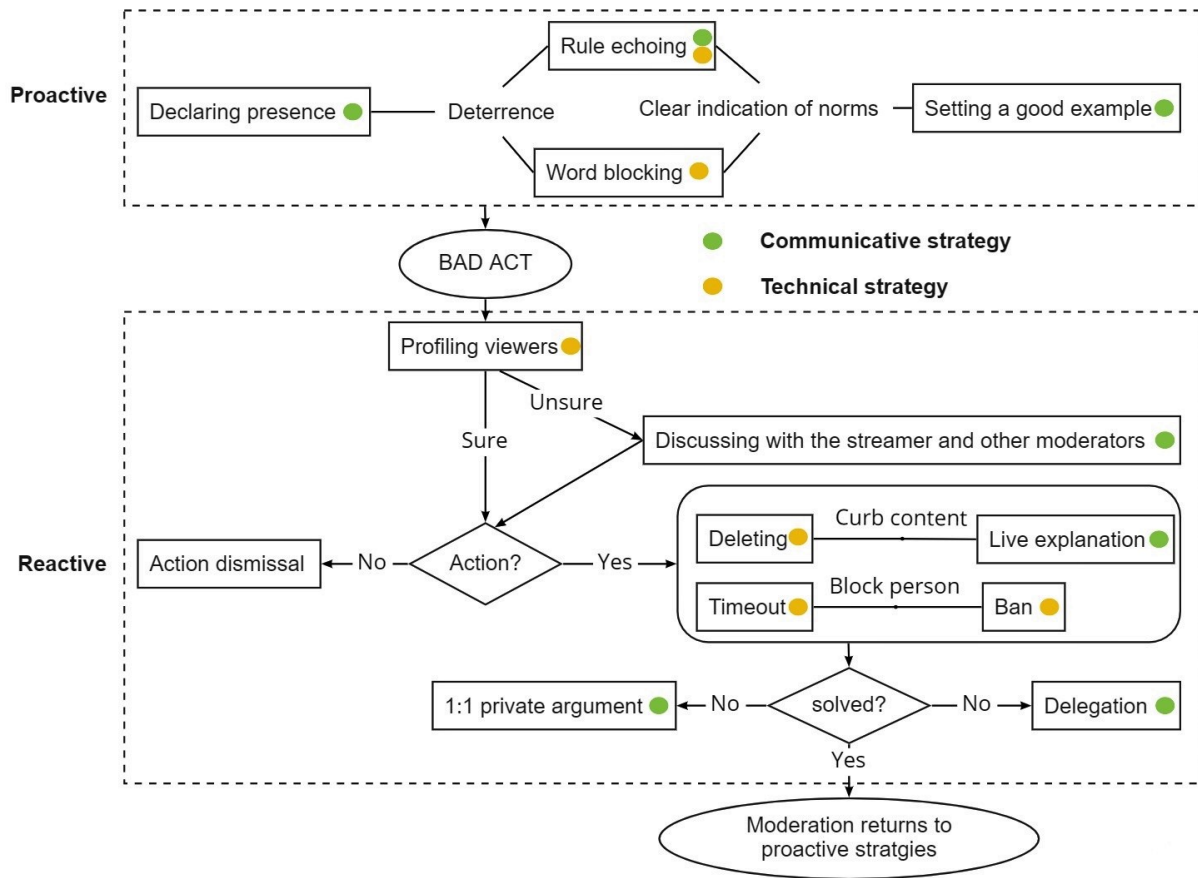 Proactive
Rule echoing
Declaring presence
Deterrence
Clear indication of norms
Setting a good example
Word blocking
BAD ACT
Communicative strategy
Technical strategy
Reactive
Profiling viewers
Unsure
Sure
Discussing with the streamer and other moderators
Action dismissal
No
Action?
Yes
Deleting
Curb content
Live explanation
Timeout
Block person
Ban
1:1 private argument
No
solved?
No
Delegation
Yes
Moderation returns to
proactive stratgies